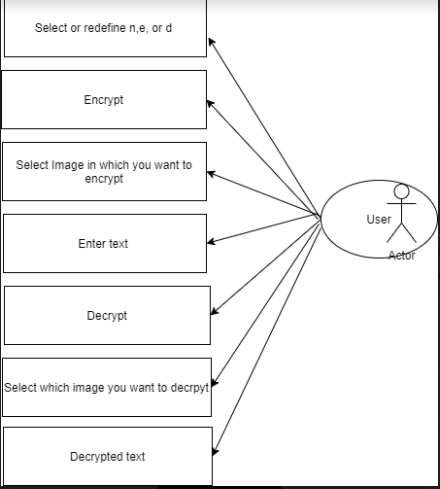 Select or redefine n,e, or d
Encrypt
Select Image in which you want to
encrypt
Enter text
Decrypt
Select which image you want to decrpyt
Decrypted text
User
Actor